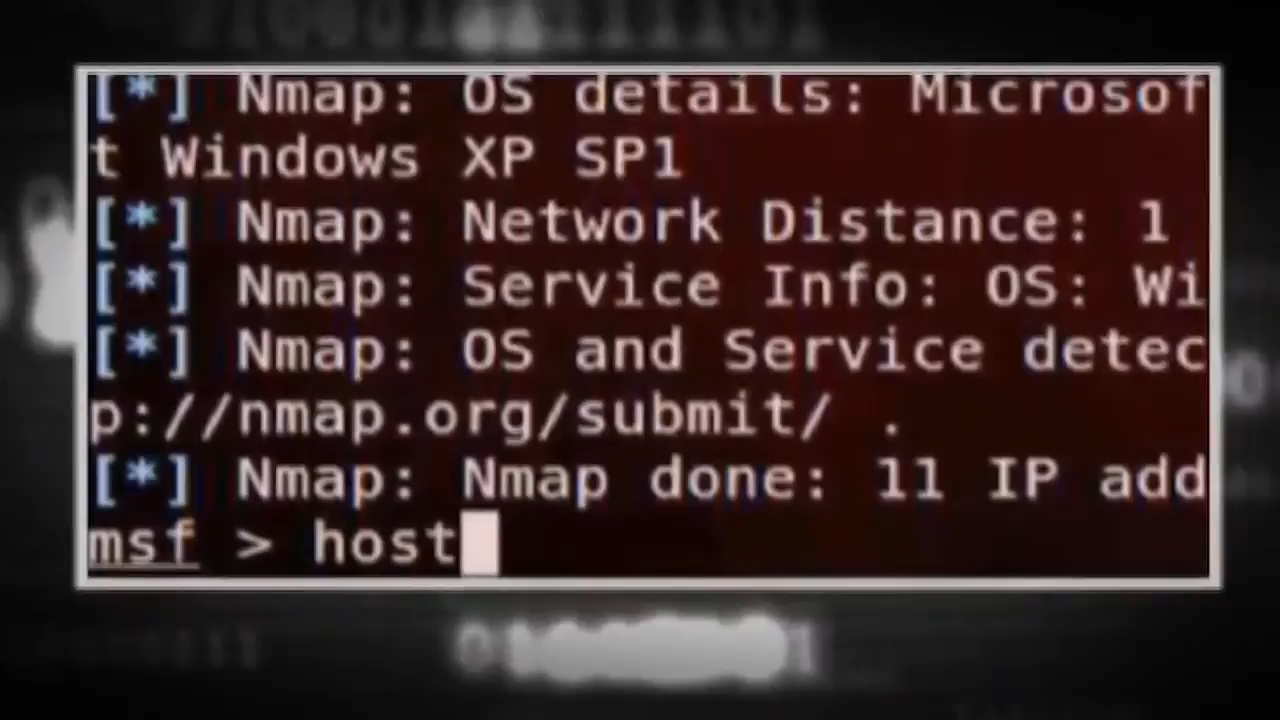 [*] Nmap: OS details: Microsof
t Windows XP SP1
[*] Nmap: Network Distance: 1
[*] Nmap: Service Info: OS: Wi
[*] Nmap: OS and Service detec
p://nmap.org/submit/ .
[*] Nmap: Nmap done: 11 IP add
msf > host